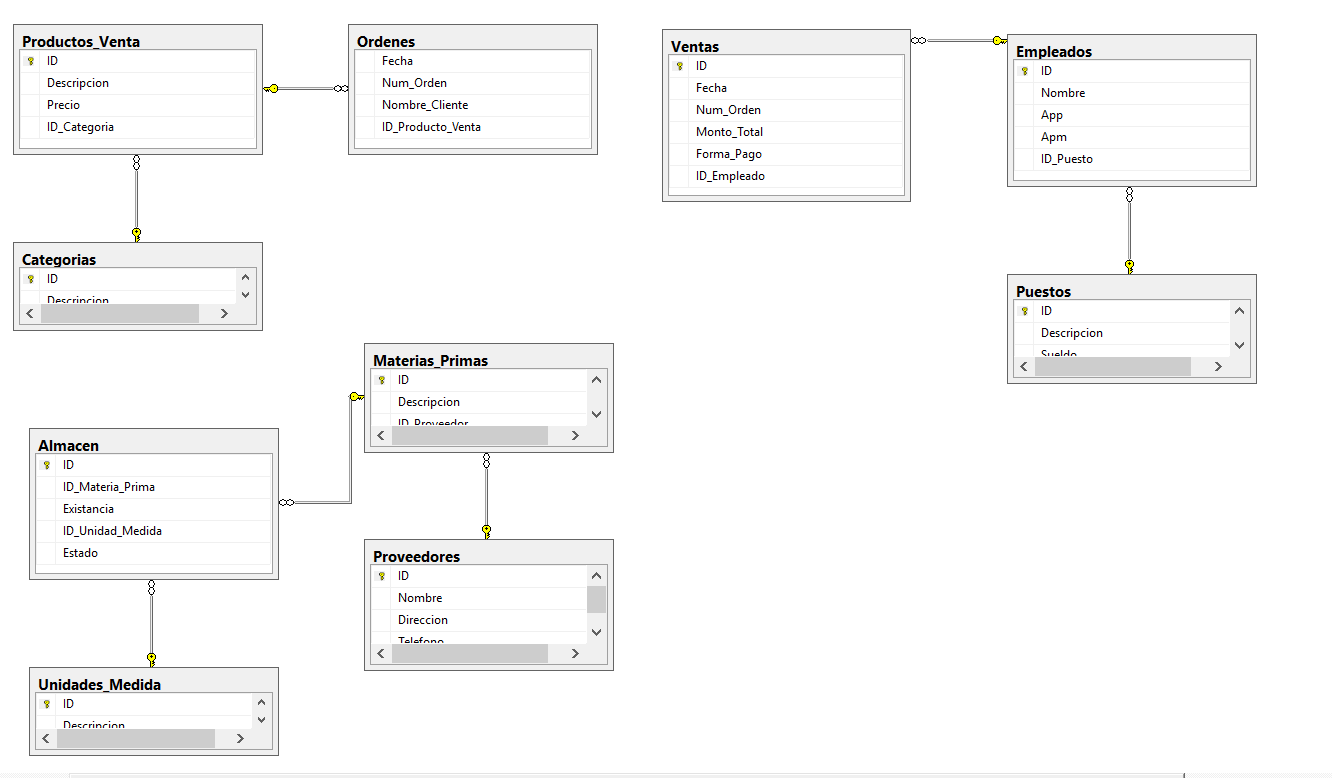 Productos_Venta
ID
Descripcion
Precio
ID_Categoria
Ordenes
Fecha
Num_Orden
Nombre_Cliente
ID_Producto_Venta
Ventas
ID
Fecha
Num_Orden
Monto_Total
Forma_Pago
ID_Empleado
Empleados
ID
Nombre
App
Apm
ID_Puesto
Categorias
ID
Descripcion
Puestos
ID
Descripcion
Sueldo
Materias_Primas
ID
Descripcion
ID_Proveedor
Almacen
ID
ID_Materia_Prima
Existancia
ID_Unidad_Medida
Estado
Proveedores
ID
Nombre
Direccion
Telefono
Unidades_Medida
ID
Descripcion